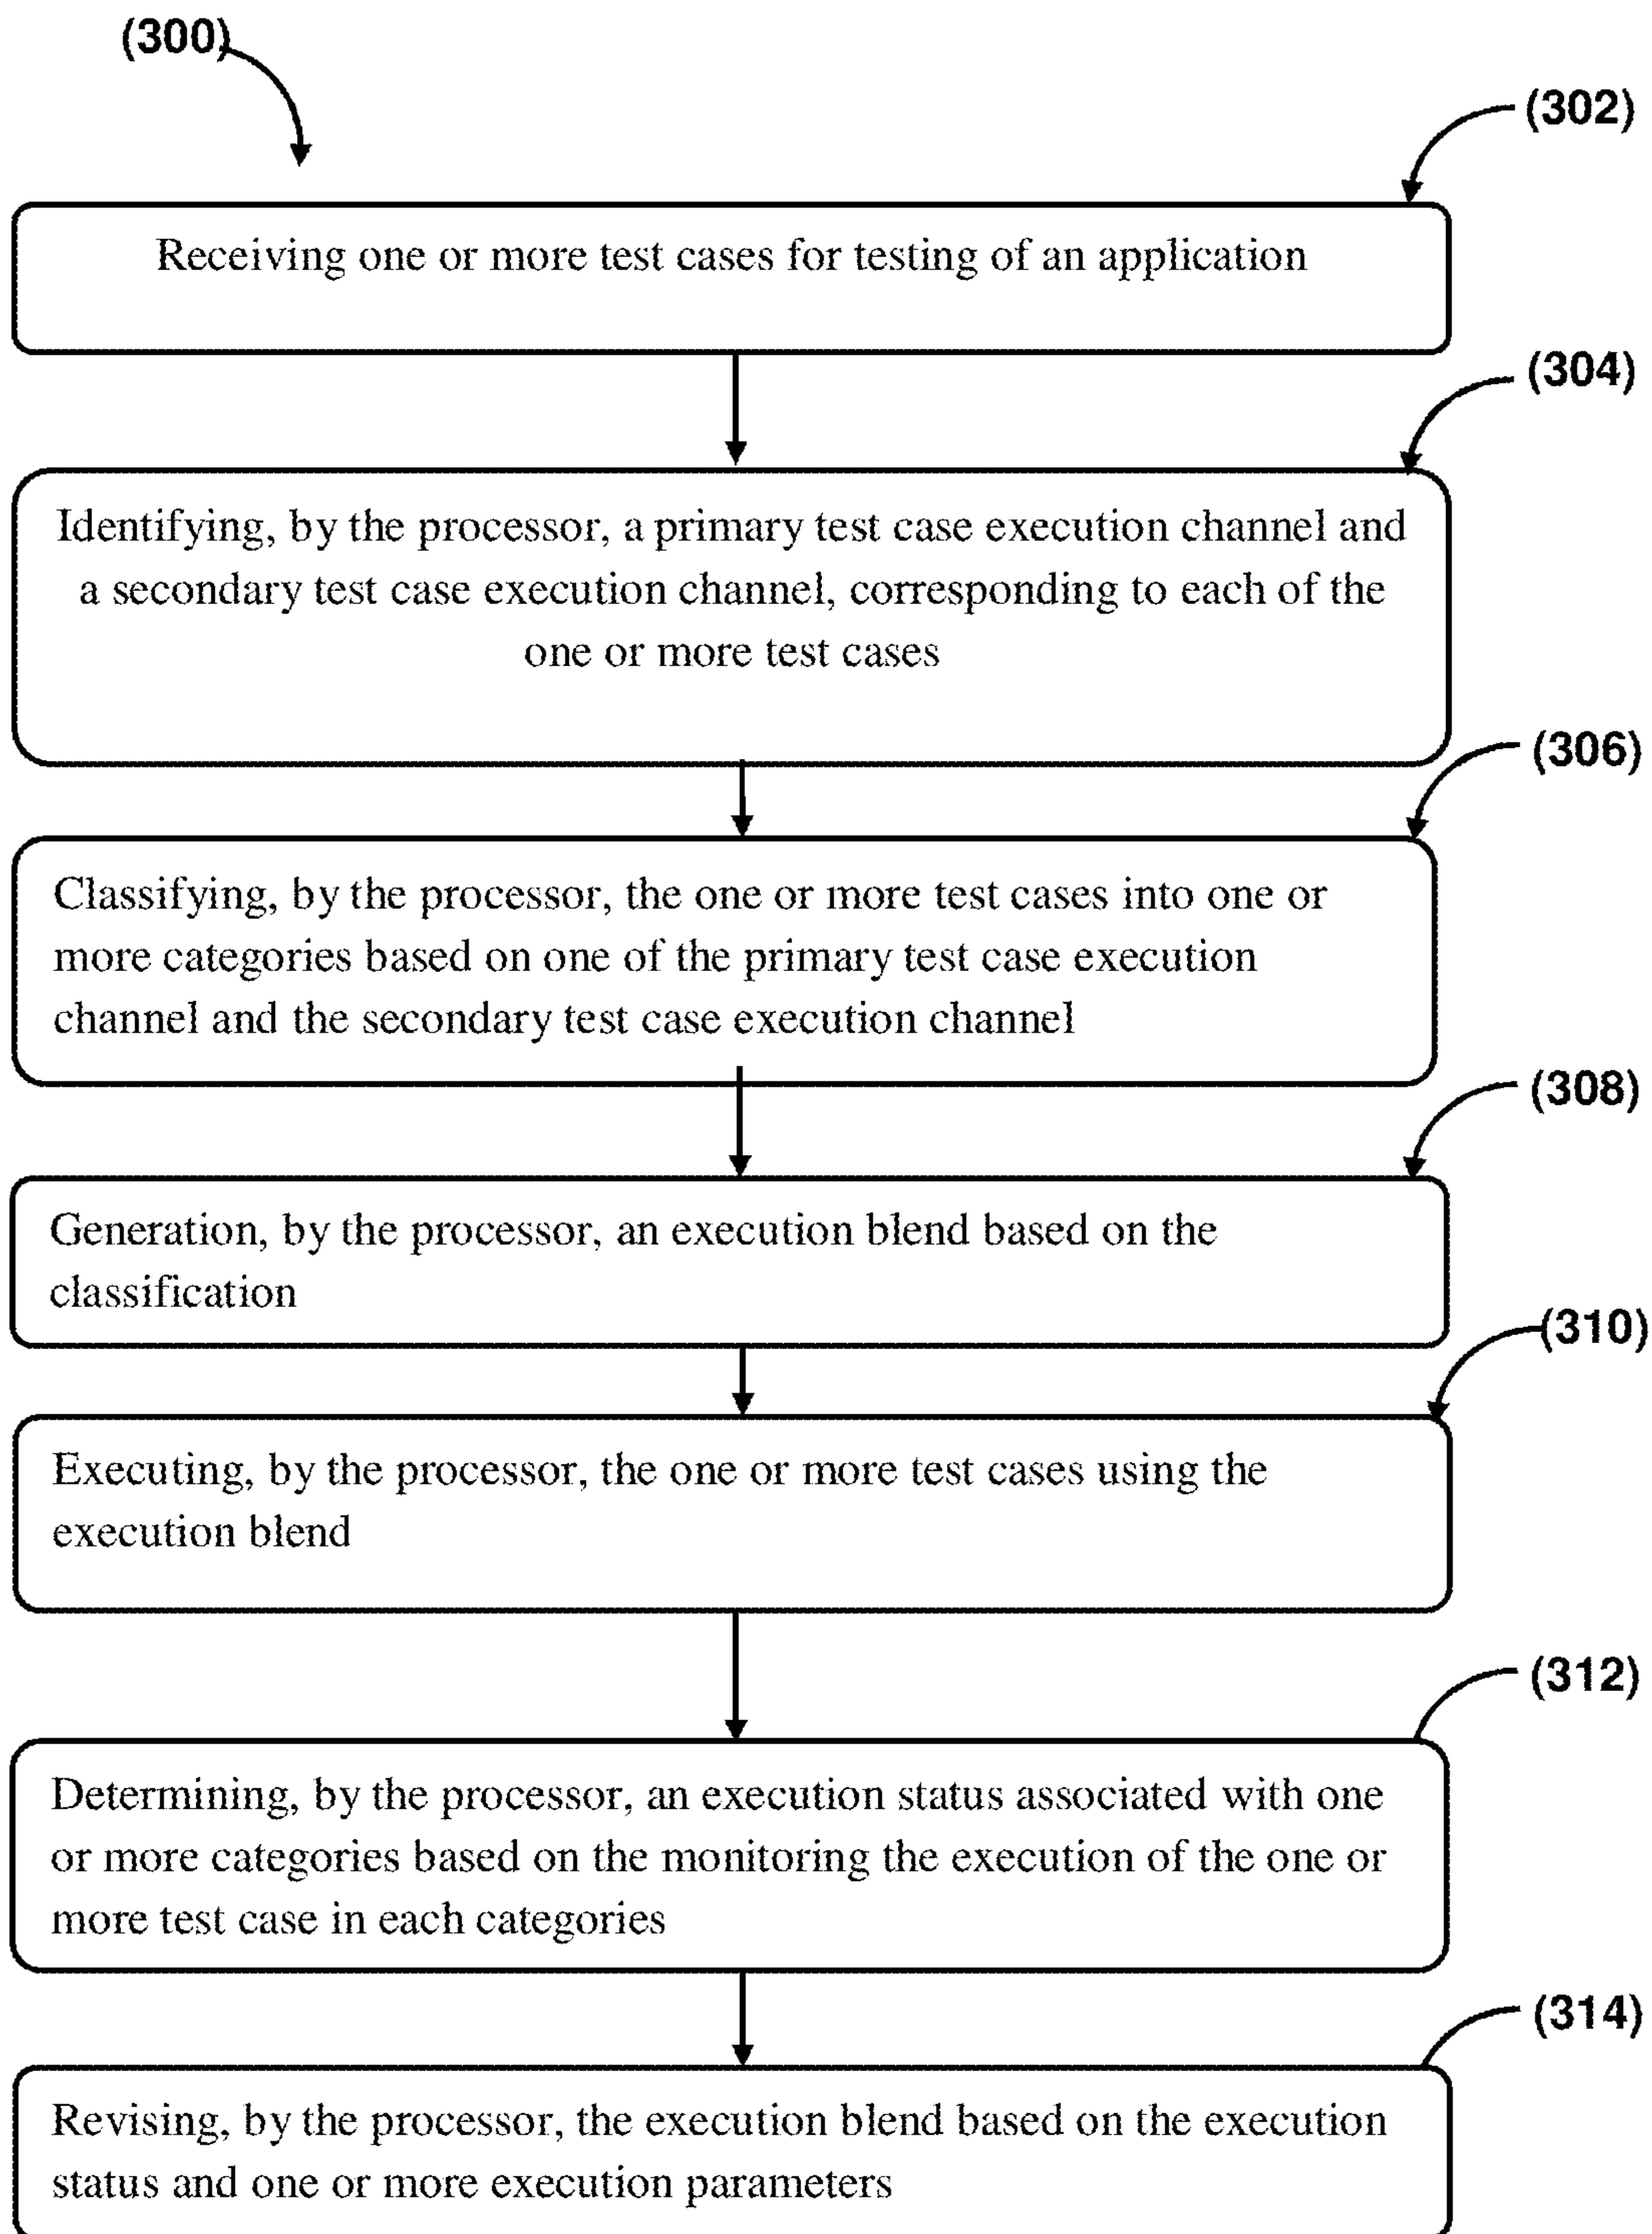 (300)
(302)
Receiving one or more test cases for testing of an application
(304)
Identifying, by the processor, a primary test case execution channel and
a secondary test case execution channel, corresponding to each of the
one or more test cases
(306)
Classifying, by the processor, the one or more test cases into one or
more categories based on one of the primary test case execution
channel and the secondary test case execution channel
(308)
Generation, by the processor, an execution blend based on the
classification
(310)
Executing, by the processor, the one or more test cases using the
execution blend
(312)
Determining, by the processor, an execution status associated with one
or more categories based on the monitoring the execution of the one or
more test case in each categories
(314)
Revising, by the processor, the execution blend based on the execution
status and one or more execution parameters